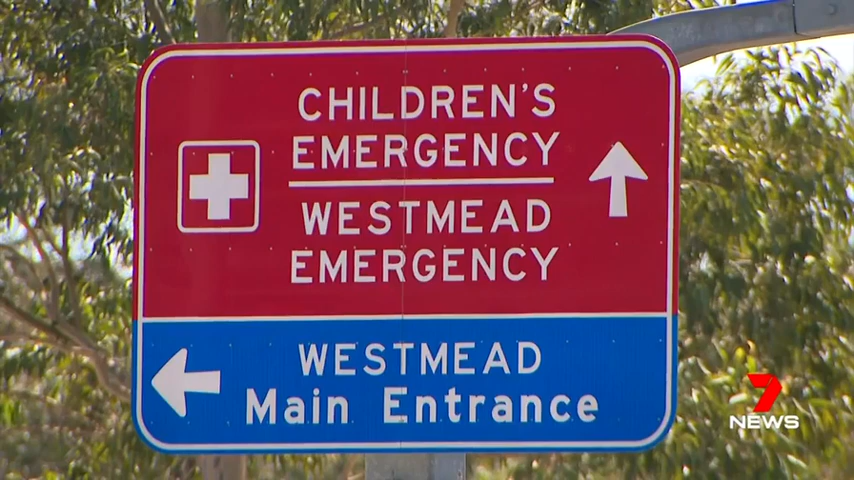 CHILDREN'S
EMERGENCY
WESTMEAD
EMERGENCY
WESTMEAD
Main Entrance
7
NEWS